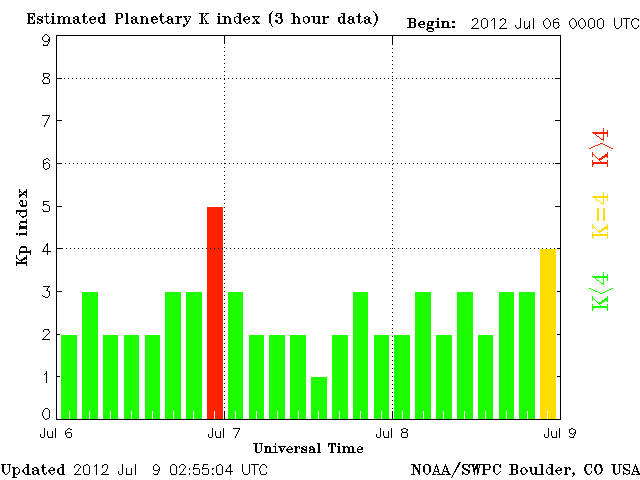 Estimated Planetary K index (3 hour data)
Begin: 2012 Jul 06 0000 UTC
9
8
7
6
5
4
3
2
1
0
Kp index
K>4
K=4
K<4
Jul 6
Jul 7
Jul 8
Jul 9
Universal Time
Updated 2012 Jul 9 02:55:04 UTC
NOAA/SWPC Boulder, CO USA